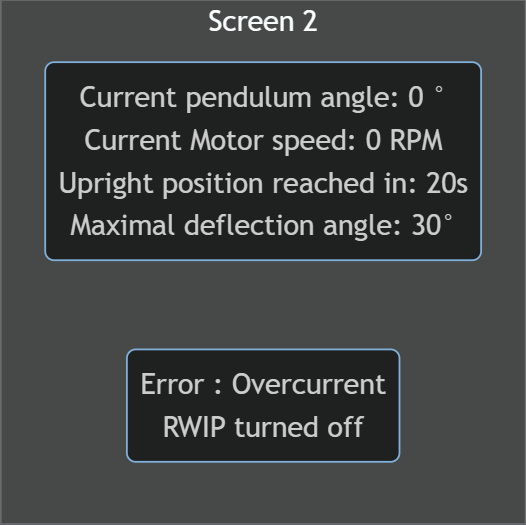 Screen 2
Current pendulum angle: 0 °
Current Motor speed: 0 RPM
Upright position reached in: 20s
Maximal deflection angle: 30°
Error : Overcurrent
RWIP turned off